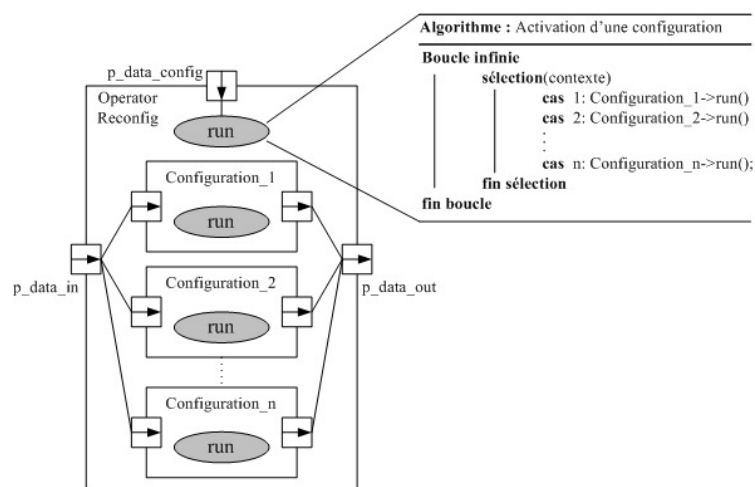 Algorithme : Activation d'une configuration
Boucle infinie
sélection(contexte)
cas 1: Configuration_1->run()
cas 2: Configuration_2->run()
cas n: Configuration_n->run();
fin sélection
fin boucle
p_data_config
Operator
Reconfig
run
Configuration_1
run
p_data_in
p_data_out
Configuration_2
run
Configuration_n
run